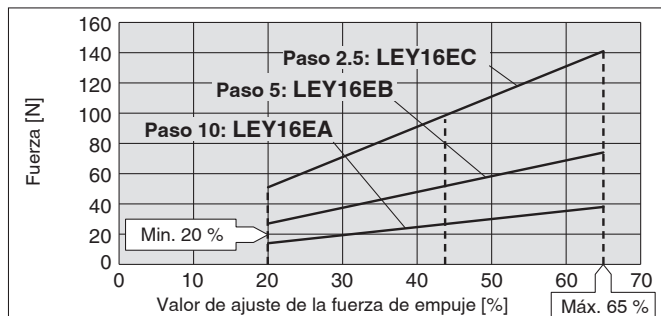 Fuerza [N]
160
140
120
100
80
60
40
20
0
Paso 2.5: LEY16EC
Paso 5: LEY16EB
Paso 10: LEY16EA
Min. 20 %
0 10 20 30 40 50 60 70
Valor de ajuste de la fuerza de empuje [%]
Máx. 65 %